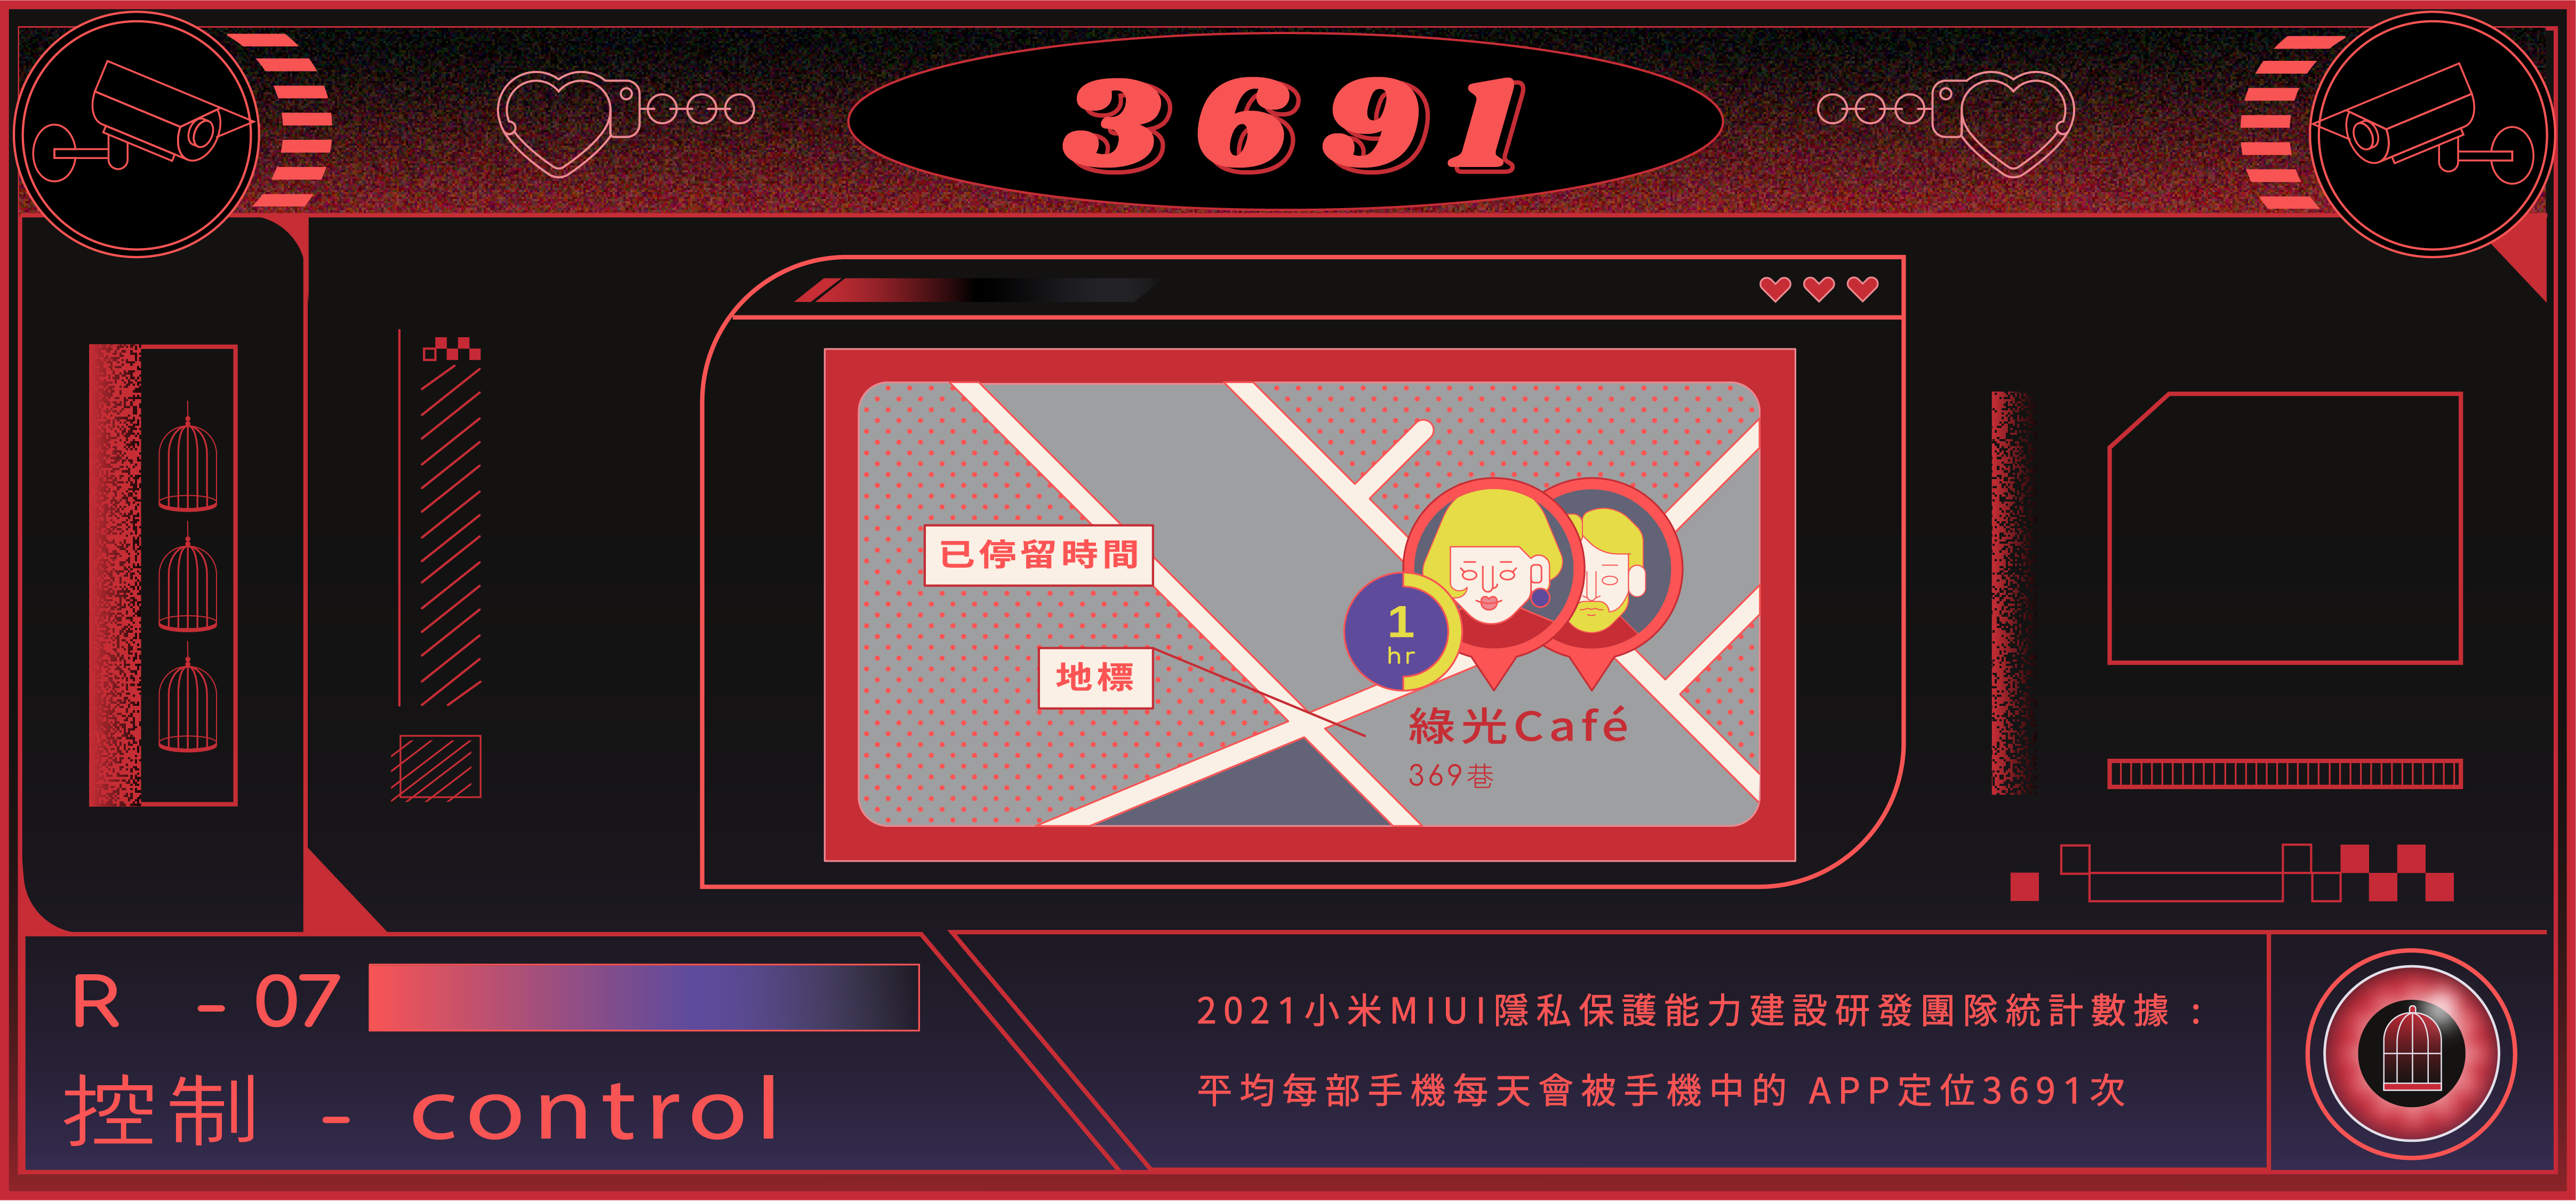 3691
已停留時間
1
hr
地標
綠光Café
369巷
R - 07
控制 - control
2021小米MIUI隱私保護能力建設研發團隊統計數據：
平均每部手機每天會被手機中的 APP定位3691次